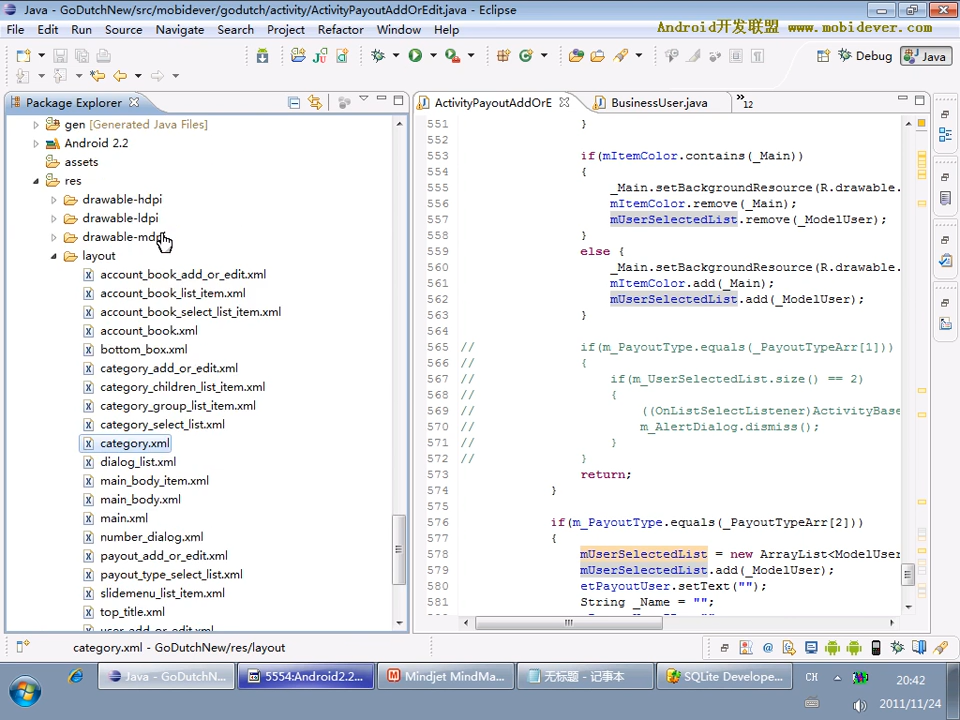 Java - GoDutchNew/src/mobidever/godutch/activity/ActivityPayoutAddOrEdit.java - Eclipse
File Edit Run Source Navigate Search Project Refactor Window Help
Android开发联盟 www.mobidever.com
Debug Java
Package Explorer
ActivityPayoutAddOrE BusinessUser.java »12
gen [Generated Java Files]
Android 2.2
assets
res
drawable-hdpi
drawable-ldpi
drawable-mdpi
layout
account_book_add_or_edit.xml
account_book_list_item.xml
account_book_select_list_item.xml
account_book.xml
bottom_box.xml
category_add_or_edit.xml
category_children_list_item.xml
category_group_list_item.xml
category_select_list.xml
category.xml
dialog_list.xml
main_body_item.xml
main_body.xml
main.xml
number_dialog.xml
payout_add_or_edit.xml
payout_type_select_list.xml
slidemenu_list_item.xml
top_title.xml
user_add_or_edit.xml
551 }
552
553 if(mItemColor.contains(_Main))
554 {
555 _Main.setBackgroundResource(R.drawable.
556 mItemColor.remove(_Main);
557 mUserSelectedList.remove(_ModelUser);
558 }
559 else {
560 _Main.setBackgroundResource(R.drawable.
561 mItemColor.add(_Main);
562 mUserSelectedList.add(_ModelUser);
563 }
564
565 // if(m_PayoutType.equals(_PayoutTypeArr[1]))
566 // {
567 // if(m_UserSelectedList.size() == 2)
568 // {
569 // ((OnListSelectListener)ActivityBase
570 // m_AlertDialog.dismiss();
571 // }
572 // }
573 return;
574 }
575
576 if(m_PayoutType.equals(_PayoutTypeArr[2]))
577 {
578 mUserSelectedList = new ArrayList<ModelUser
579 mUserSelectedList.add(_ModelUser);
580 etPayoutUser.setText("");
581 String _Name = "";
category.xml - GoDutchNew/res/layout
Java - GoDutchN... 5554:Android2.2... Mindjet MindMa... 无标题 - 记事本 SQLite Develope... CH 20:42
2011/11/24